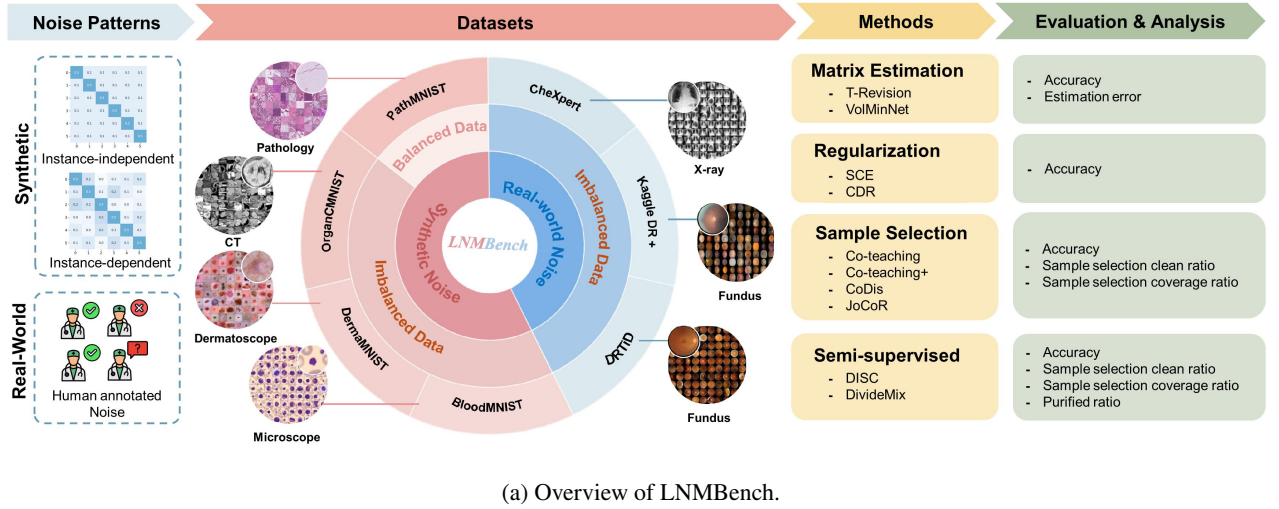 Noise Patterns
Datasets
Methods
Evaluation & Analysis
Synthetic
Instance-independent
Instance-dependent
Real-World
Human annotated
Noise
Pathology
CT
Dermatoscope
Microscope
PathMNIST
OrganCMNIST
DermaMNIST
BloodMNIST
CheXpert
Kaggle DR +
DRTiD
Balanced Data
Imbalanced Data
Imbalanced Data
Synthetic Noise
Real-world Noise
LNMBench
X-ray
Fundus
Fundus
Matrix Estimation
- T-Revision
- VolMinNet
- Accuracy
- Estimation error
Regularization
- SCE
- CDR
- Accuracy
Sample Selection
- Co-teaching
- Co-teaching+
- CoDis
- JoCoR
- Accuracy
- Sample selection clean ratio
- Sample selection coverage ratio
Semi-supervised
- DISC
- DivideMix
- Accuracy
- Sample selection clean ratio
- Sample selection coverage ratio
- Purified ratio
(a) Overview of LNMBench.